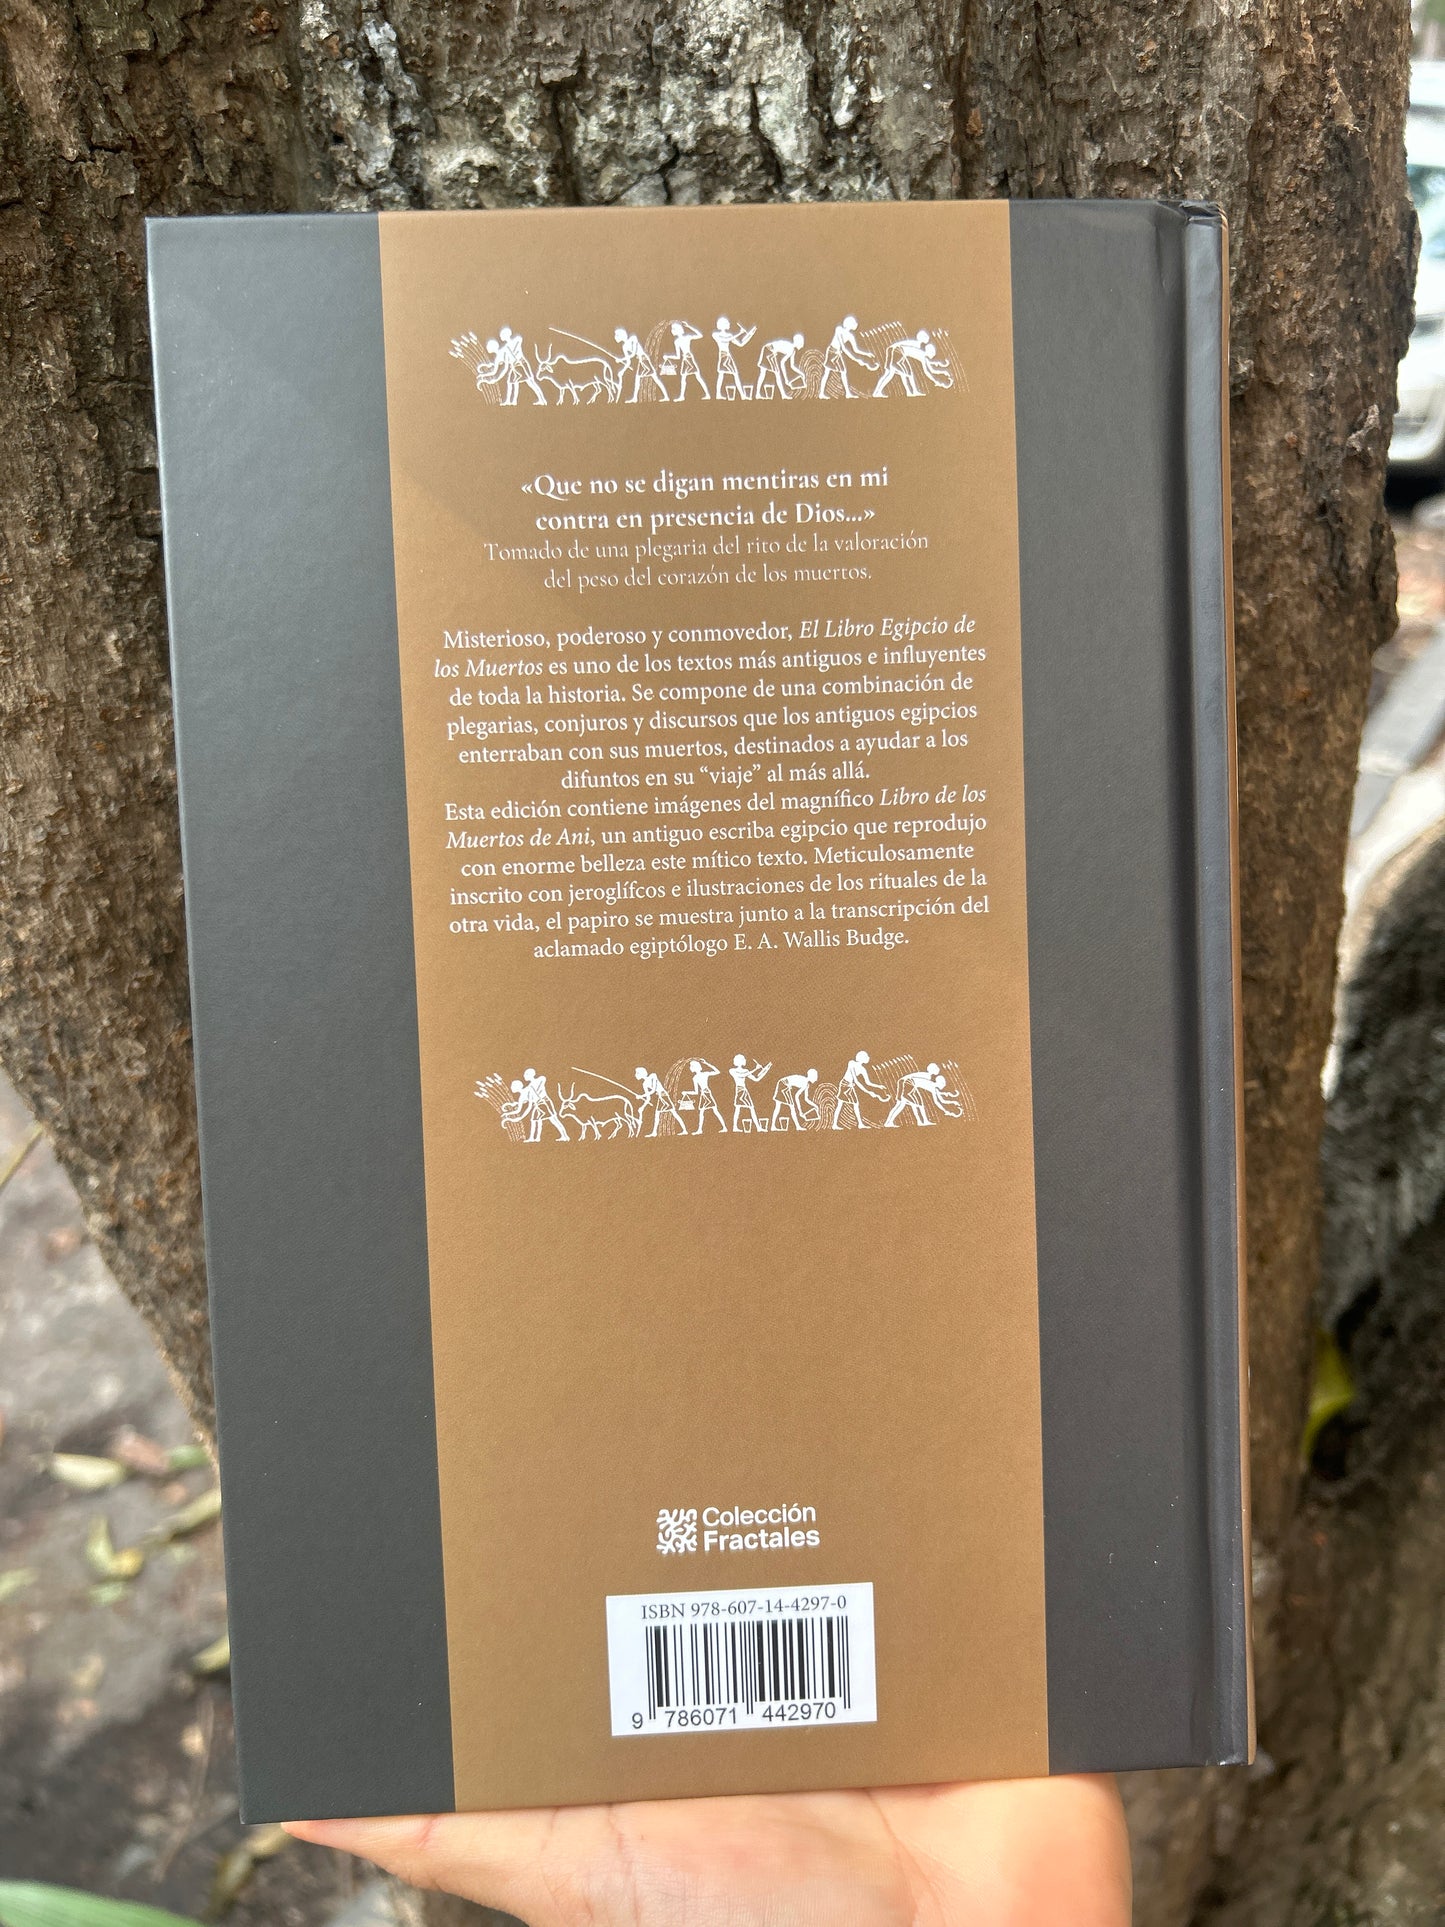 «Que no se digan mentiras en mi
contra en presencia de Dios...»
Tomado de una plegaria del rito de la valoración
del peso del corazón de los muertos.
Misterioso, poderoso y conmovedor, El Libro Egipcio de
los Muertos es uno de los textos más antiguos e influyentes
de toda la historia. Se compone de una combinación de
plegarias, conjuros y discursos que los antiguos egipcios
enterraban con sus muertos, destinados a ayudar a los
difuntos en su “viaje” al más allá.
Esta edición contiene imágenes del magnífico Libro de los
Muertos de Ani, un antiguo escriba egipcio que reprodujo
con enorme belleza este mítico texto. Meticulosamente
inscrito con jeroglífcos e ilustraciones de los rituales de la
otra vida, el papiro se muestra junto a la transcripción del
aclamado egiptólogo E. A. Wallis Budge.
Colección
Fractales
ISBN 978-607-14-4297-0
9 786071 442970